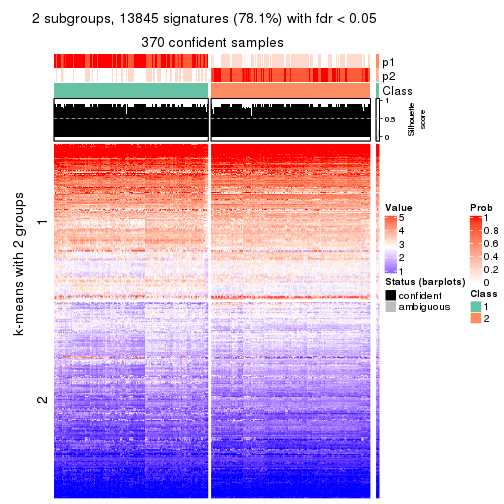 2 subgroups, 13845 signatures (78.1%) with fdr < 0.05
370 confident samples
p1
p2
Class
1
0.5
0
Silhouette
score
k-means with 2 groups
1
2
Value
5
4
3
2
1
Status (barplots)
confident
ambiguous
Prob
1
0.8
0.6
0.4
0.2
0
Class
1
2